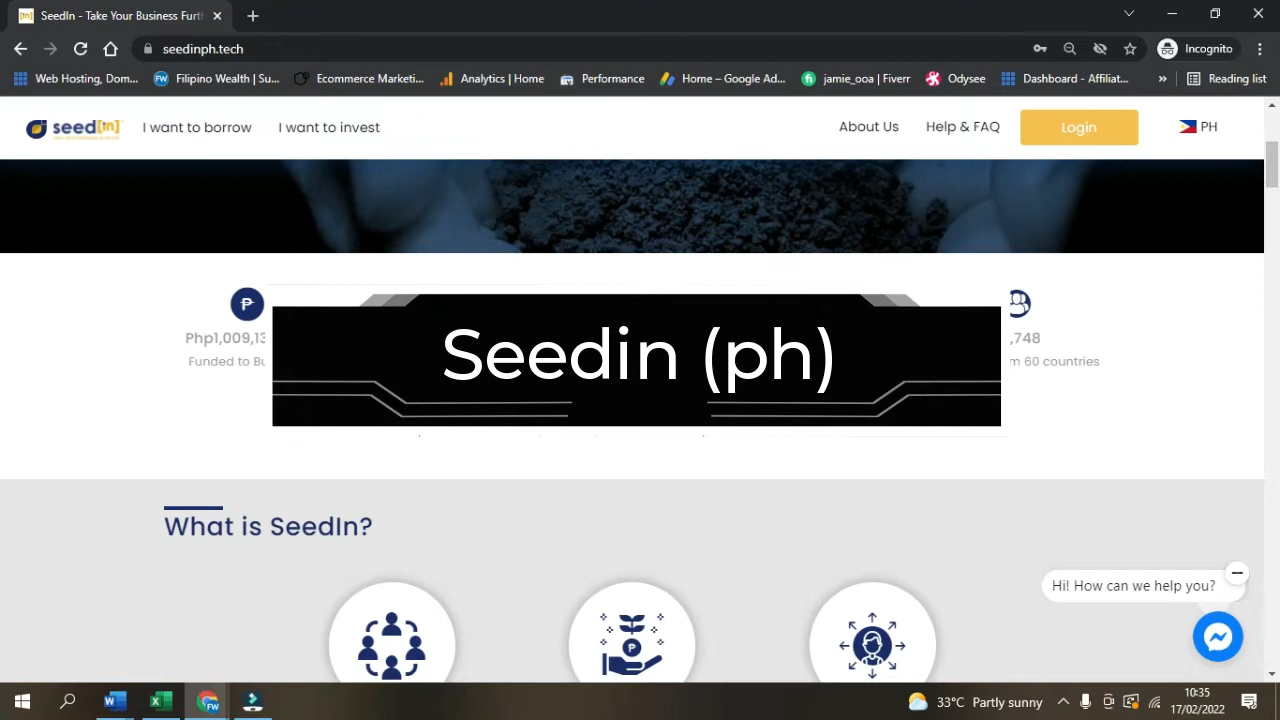 SeedIn - Take Your Business Furth
seedinph.tech
Incognito
Web Hosting, Dom...
Filipino Wealth | Su...
Ecommerce Marketi...
Analytics | Home
Performance
Home – Google Ad...
jamie_ooa | Fiverr
Odysee
Dashboard - Affiliat...
»
Reading list
seed[in]
I want to borrow
I want to invest
About Us
Help & FAQ
Login
PH
Php1,009,13
Funded to Bu
,748
m 60 countries
Seedin (ph)
What is SeedIn?
Hi! How can we help you?
33°C Partly sunny
10:35
17/02/2022